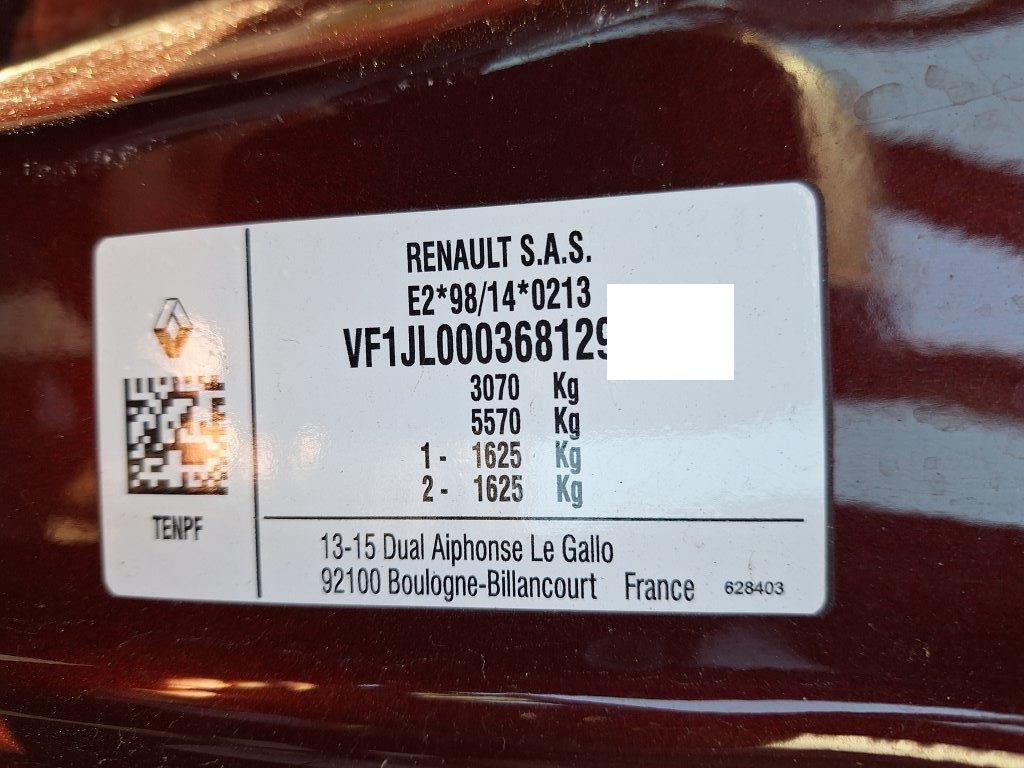 RENAULT S.A.S.
E2*98/14*0213
VF1JL00036812
3070 Kg
5570 Kg
1 - 1625 Kg
2 - 1625 Kg
TENPF
13-15 Dual Aiphonse Le Gallo
92100 Boulogne-Billancourt France 628403